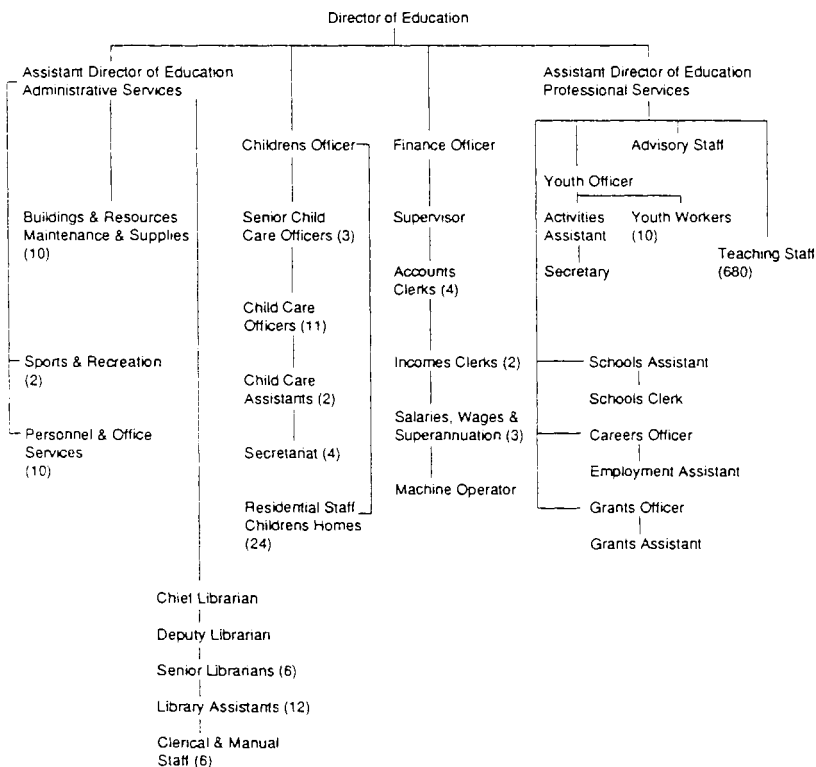 Director of Education
Assistant Director of Education
Administrative Services
Assistant Director of Education
Professional Services
Childrens Officer
Finance Officer
Advisory Staff
Youth Officer
Buildings & Resources
Maintenance & Supplies
(10)
Senior Child
Care Officers (3)
Supervisor
Activities
Assistant
Youth Workers
(10)
Teaching Staff
(680)
Secretary
Accounts
Clerks (4)
Child Care
Officers (11)
Sports & Recreation
(2)
Incomes Clerks (2)
Schools Assistant
Child Care
Assistants (2)
Schools Clerk
Personnel & Office
Services
(10)
Salaries, Wages &
Superannuation (3)
Careers Officer
Secretariat (4)
Employment Assistant
Machine Operator
Residential Staff
Childrens Homes
(24)
Grants Officer
Grants Assistant
Chief Librarian
Deputy Librarian
Senior Librarians (6)
Library Assistants (12)
Clerical & Manual
Staff (6)